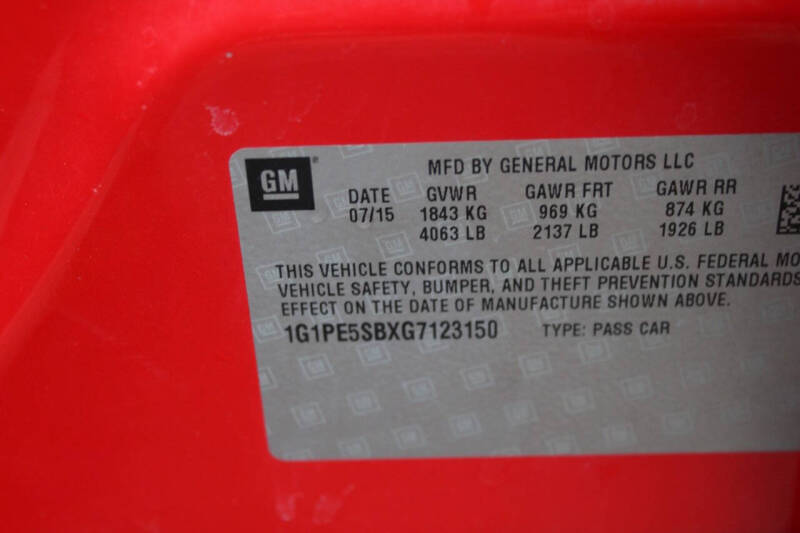 GM
MFD BY GENERAL MOTORS LLC
DATE GVWR GAWR FRT GAWR RR
07/15 1843 KG 969 KG 874 KG
4063 LB 2137 LB 1926 LB
THIS VEHICLE CONFORMS TO ALL APPLICABLE U.S. FEDERAL MO
VEHICLE SAFETY, BUMPER, AND THEFT PREVENTION STANDARDS
EFFECT ON THE DATE OF MANUFACTURE SHOWN ABOVE.
1G1PE5SBXG7123150 TYPE: PASS CAR